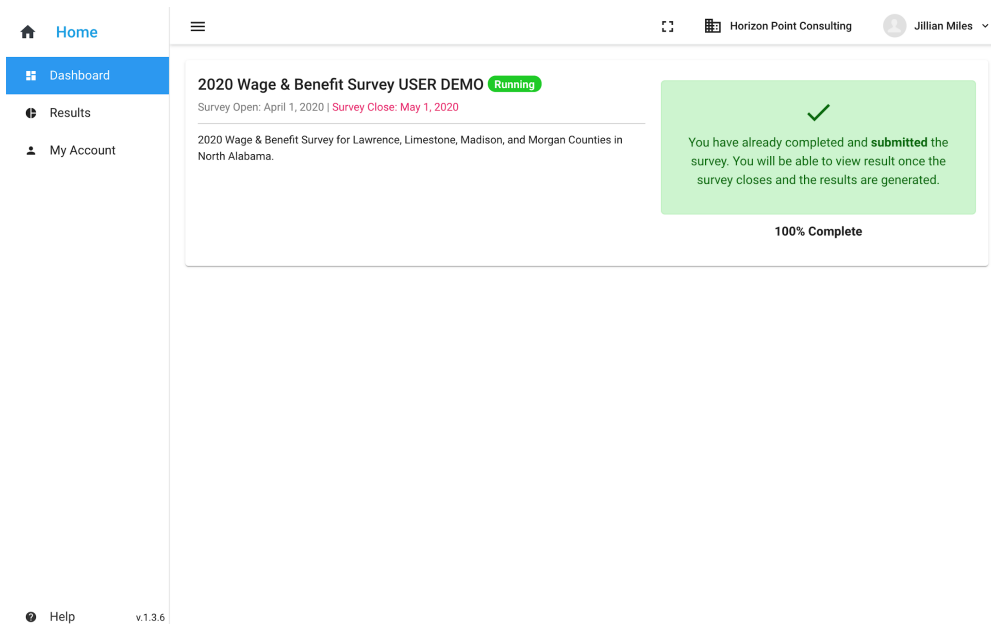 Home
Horizon Point Consulting
Jillian Miles
Dashboard
Results
My Account
2020 Wage & Benefit Survey USER DEMO Running
Survey Open: April 1, 2020 | Survey Close: May 1, 2020
2020 Wage & Benefit Survey for Lawrence, Limestone, Madison, and Morgan Counties in
North Alabama.
You have already completed and submitted the
survey. You will be able to view result once the
survey closes and the results are generated.
100% Complete
Help
v.1.3.6